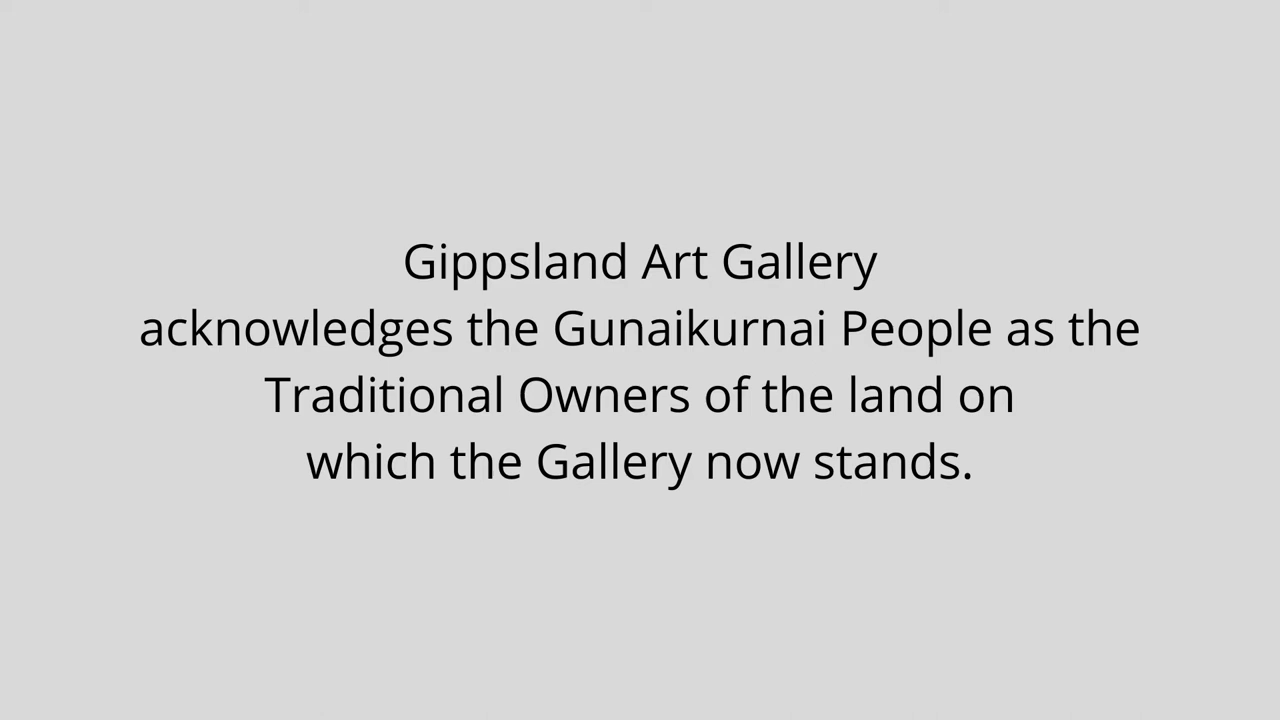 Gippsland Art Gallery
acknowledges the Gunaikurnai People as the
Traditional Owners of the land on
which the Gallery now stands.